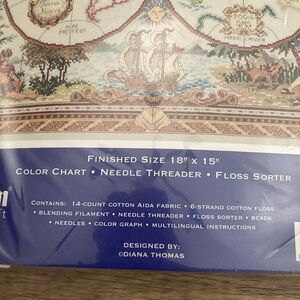 FINISHED SIZE 18" X 15"
COLOR CHART • NEEDLE THREADER • FLOSS SORTER
CONTAINS: 14-COUNT COTTON AIDA FABRIC • 6-STRAND COTTON FLOSS
• BLENDING FILAMENT • NEEDLE THREADER • FLOSS SORTER • BEADS
• NEEDLES • COLOR GRAPH • MULTILINGUAL INSTRUCTIONS
DESIGNED BY:
©DIANA THOMAS